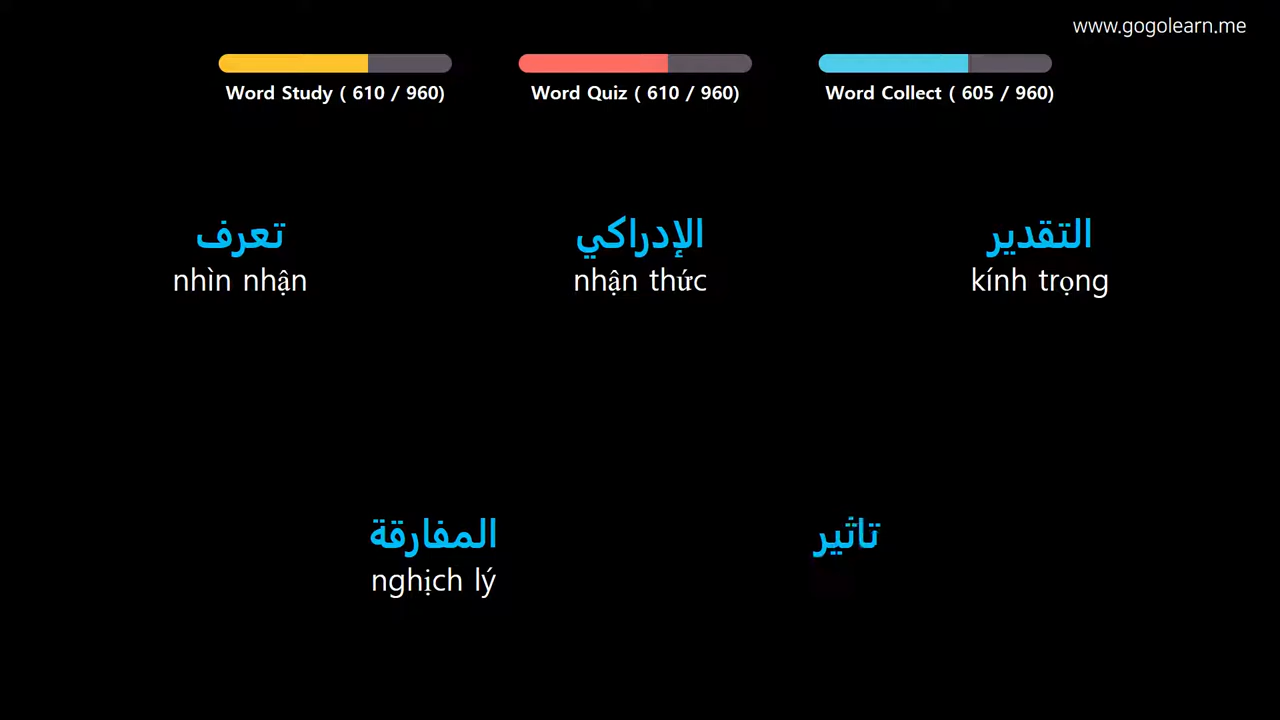 www.gogolearn.me
Word Study ( 610 / 960)
Word Quiz ( 610 / 960)
Word Collect ( 605 / 960)
تعرف
nhìn nhận
الإدراكي
nhận thức
التقدير
kính trọng
المفارقة
nghịch lý
تاثير